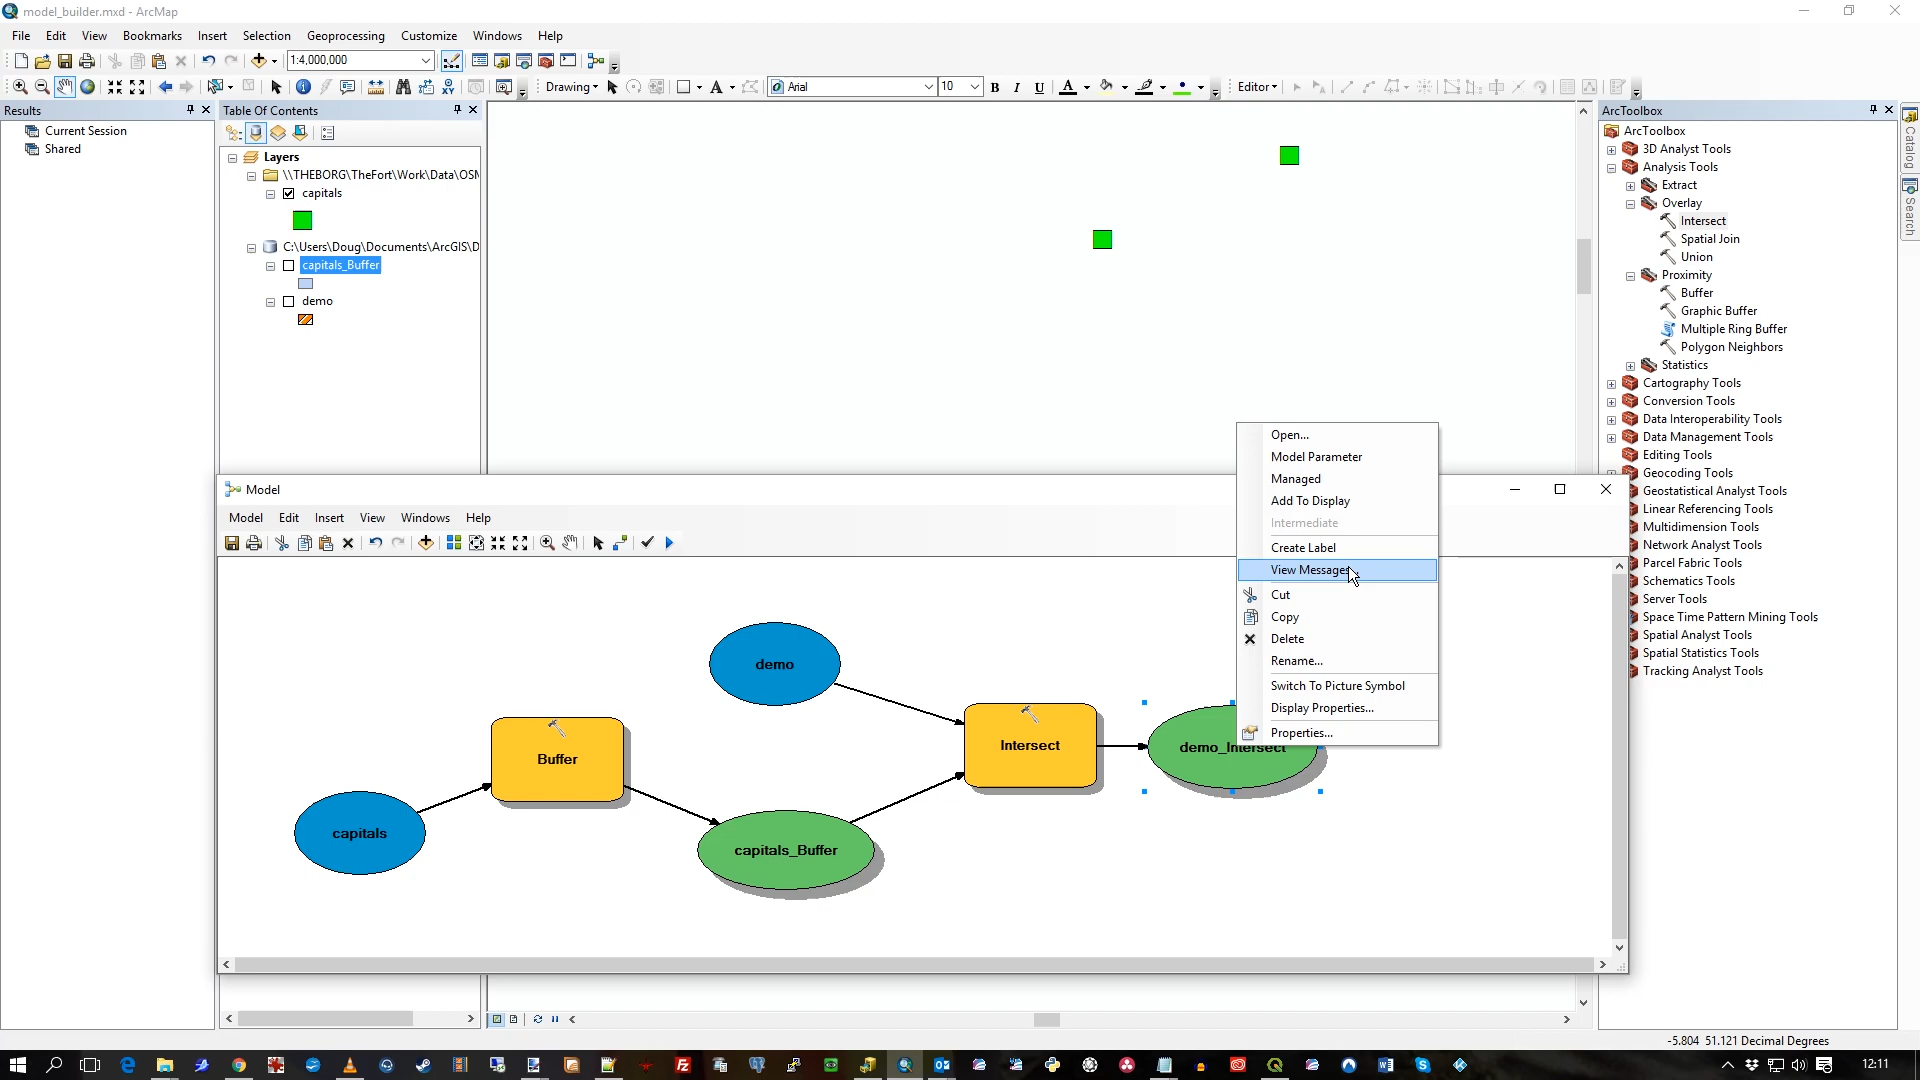 model_builder.mxd - ArcMap
File Edit View Bookmarks Insert Selection Geoprocessing Customize Windows Help
1:4,000,000
Drawing Arial 10 B I U A Editor
Results
Current Session
Shared
Table Of Contents
Layers
\\THEBORG\TheFort\Work\Data\OSM
capitals
C:\Users\Doug\Documents\ArcGIS\D
capitals_Buffer
demo
ArcToolbox
ArcToolbox
3D Analyst Tools
Analysis Tools
Extract
Overlay
Intersect
Spatial Join
Union
Proximity
Buffer
Graphic Buffer
Multiple Ring Buffer
Polygon Neighbors
Statistics
Cartography Tools
Conversion Tools
Data Interoperability Tools
Data Management Tools
Editing Tools
Geocoding Tools
Geostatistical Analyst Tools
Linear Referencing Tools
Multidimension Tools
Network Analyst Tools
Parcel Fabric Tools
Schematics Tools
Server Tools
Space Time Pattern Mining Tools
Spatial Analyst Tools
Spatial Statistics Tools
Tracking Analyst Tools
Catalog
Search
Model
Model Edit Insert View Windows Help
demo
Buffer
Intersect
demo_Intersect
capitals
capitals_Buffer
Open...
Model Parameter
Managed
Add To Display
Intermediate
Create Label
View Messages
Cut
Copy
Delete
Rename...
Switch To Picture Symbol
Display Properties...
Properties...
-5.804 51.121 Decimal Degrees
12:11